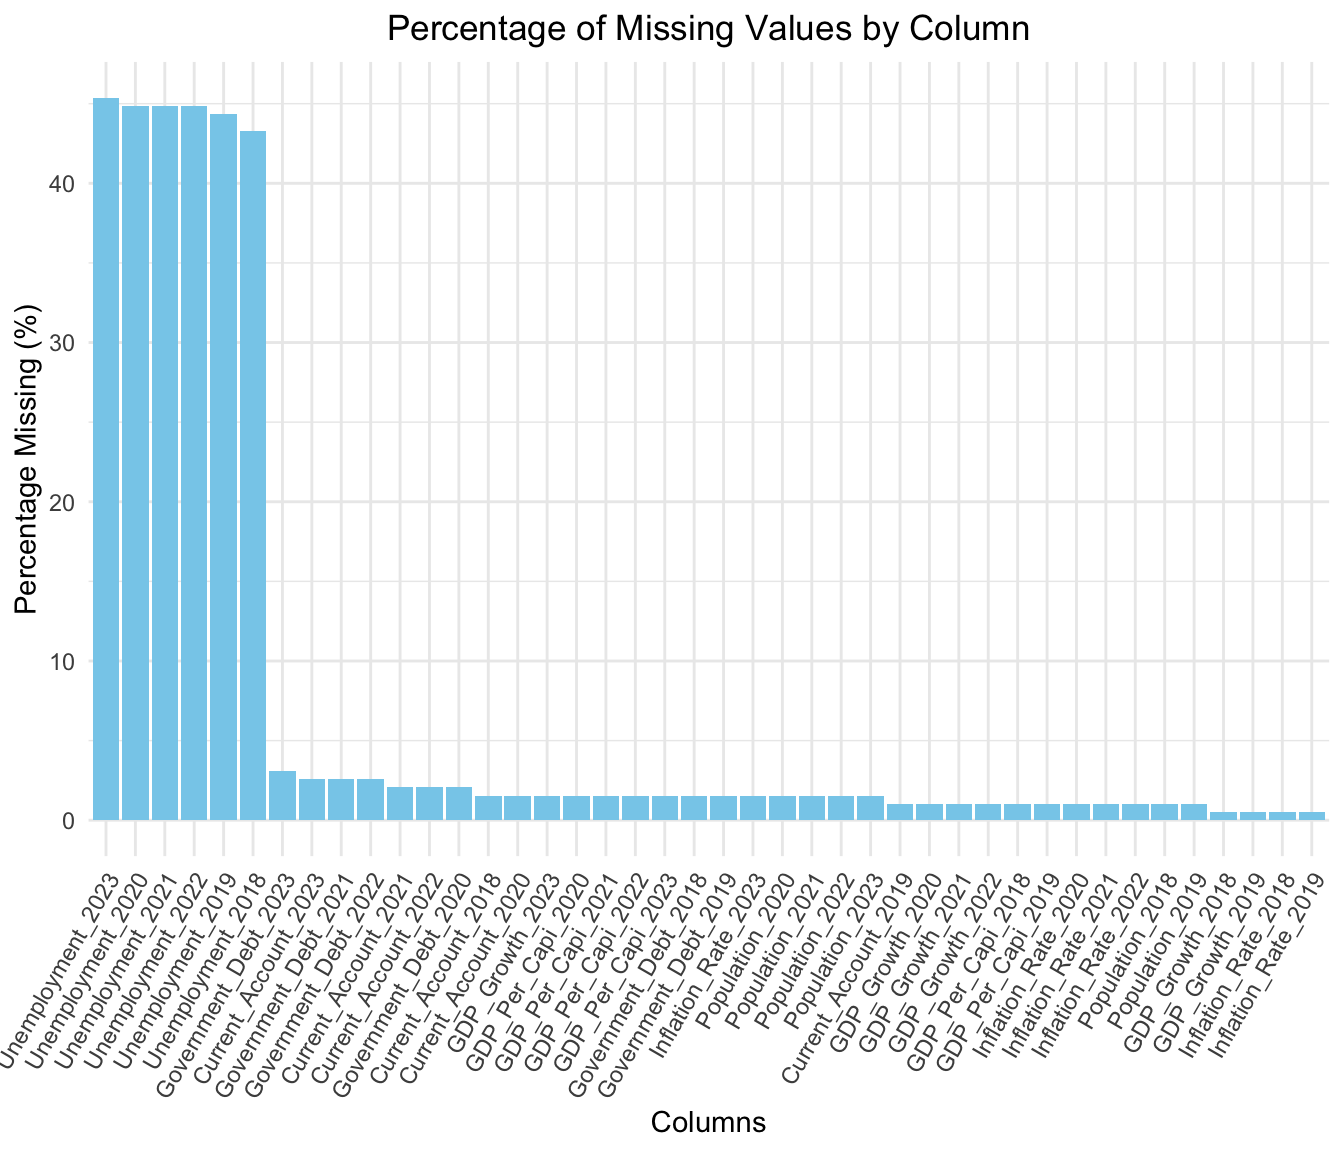 Percentage of Missing Values by Column
Percentage Missing (%)
40
30
20
10
0
Unemployment_2023
Unemployment_2020
Unemployment_2021
Unemployment_2022
Unemployment_2019
Unemployment_2018
Government_Debt_2023
Current_Account_2023
Government_Debt_2021
Government_Debt_2022
Current_Account_2021
Current_Account_2022
Government_Debt_2020
Current_Account_2018
Current_Account_2020
GDP_Growth_2023
GDP_Per_Capi_2020
GDP_Per_Capi_2021
GDP_Per_Capi_2022
GDP_Per_Capi_2023
Government_Debt_2018
Government_Debt_2019
Inflation_Rate_2023
Population_2020
Population_2021
Population_2022
Population_2023
Current_Account_2019
GDP_Growth_2020
GDP_Growth_2021
GDP_Growth_2022
GDP_Per_Capi_2018
GDP_Per_Capi_2019
Inflation_Rate_2020
Inflation_Rate_2021
Inflation_Rate_2022
Population_2018
Population_2019
GDP_Growth_2018
GDP_Growth_2019
Inflation_Rate_2018
Inflation_Rate_2019
Columns